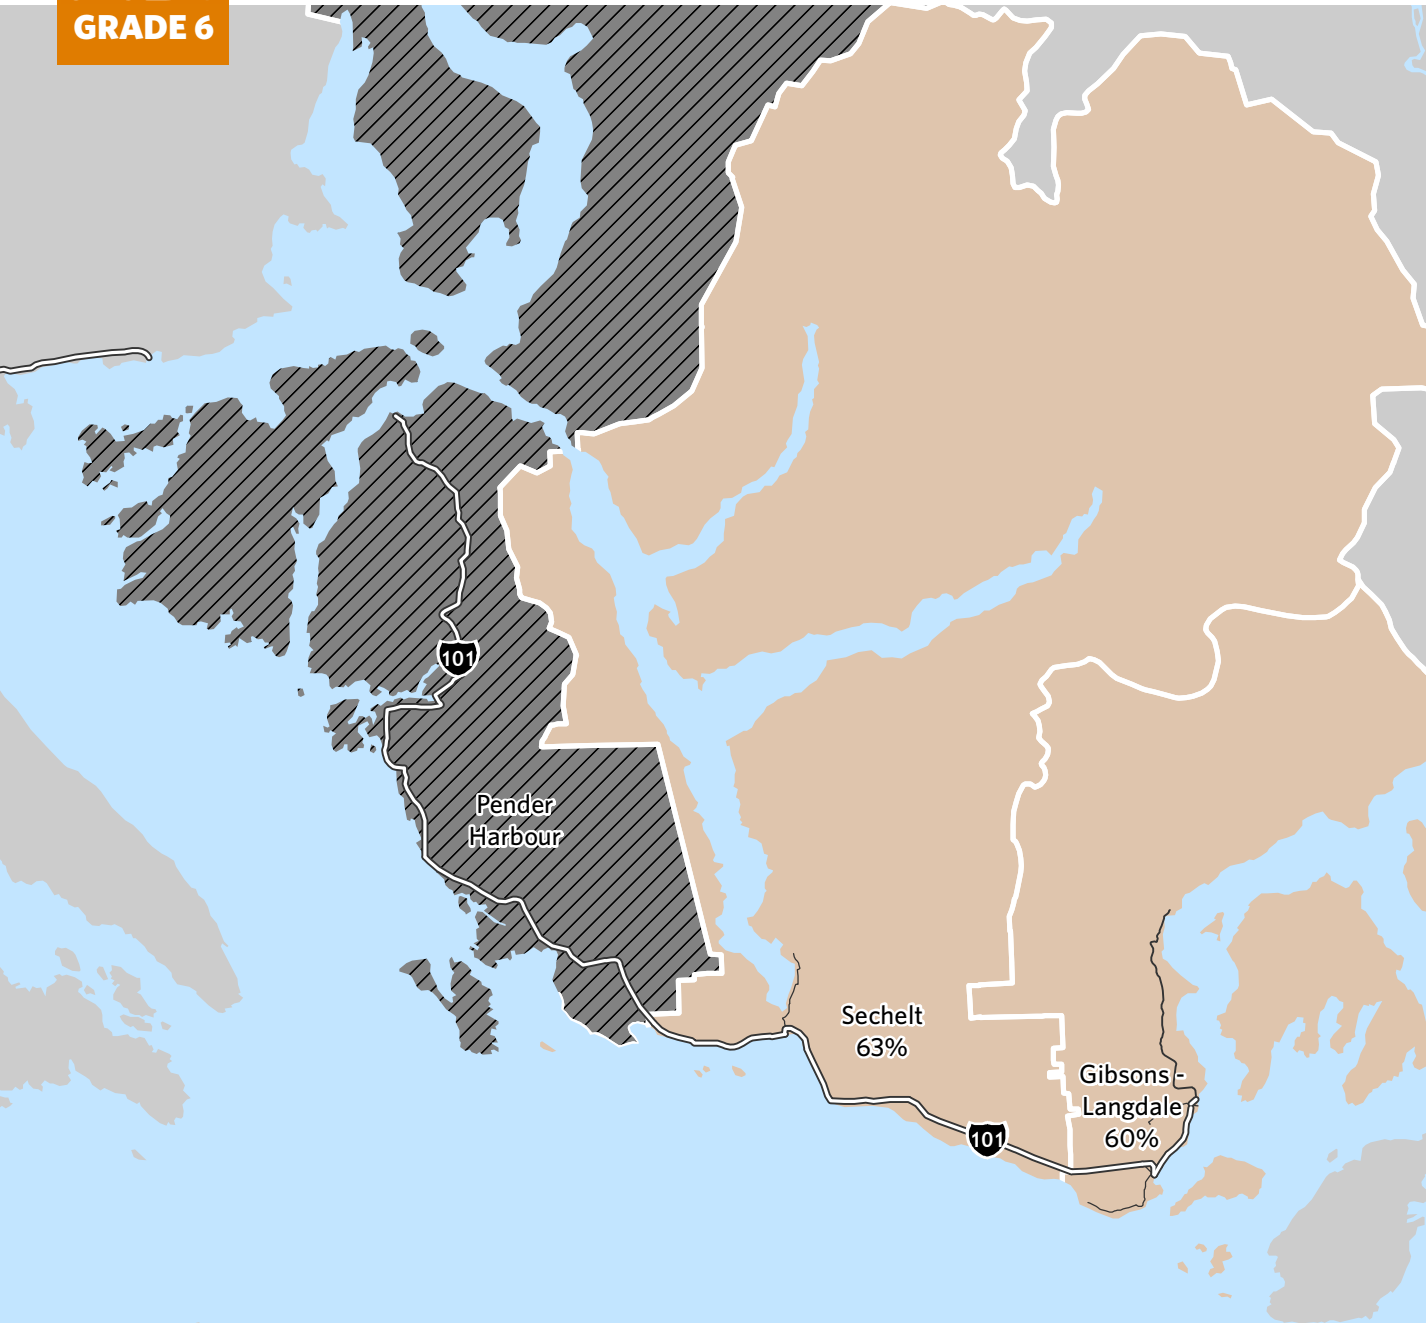 GRADE 6
101
Pender
Harbour
Sechelt
63%
Gibsons -
Langdale
60%
101